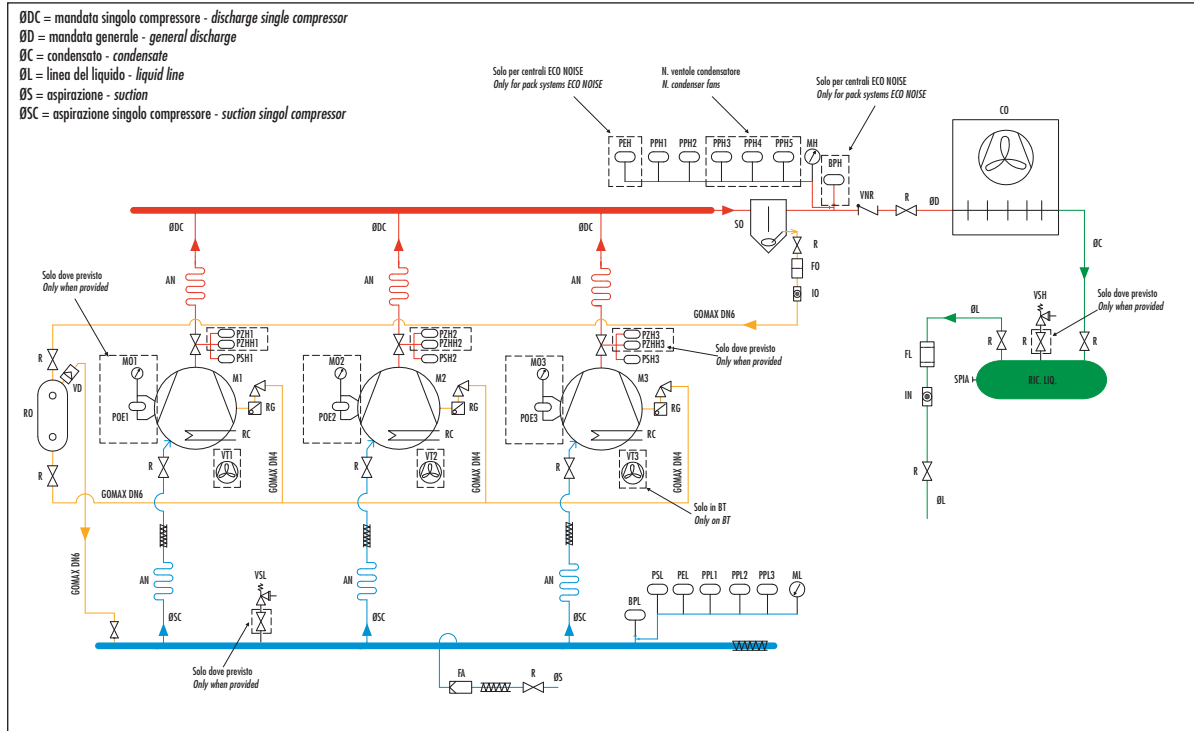 ØDC = mandata singolo compressore - discharge single compressor
ØD = mandata generale - general discharge
ØC = condensato - condensate
ØL = linea del liquido - liquid line
ØS = aspirazione - suction
ØSC = aspirazione singolo compressore - suction singol compressor
Solo per centrali ECO NOISE
Only for pack systems ECO NOISE
N. ventole condensatore
N. condenser fans
Solo per centrali ECO NOISE
Only for pack systems ECO NOISE
CO
PEH PPH1 PPH2 PPH3 PPH4 PPH5 MH
BPH
VNR R ØD
SO
ØDC ØDC ØDC
R
FO
IO
ØC
AN AN AN
Solo dove previsto
Only when provided
GOMAX DN6
VSH
Solo dove previsto
Only when provided
ØL
R R R
FL
SPIA
RIC. LIQ.
IN
R
ØL
PZH1
PZHH1
PSH1
PZH2
PZHH2
PSH2
PZH3
PZHH3
PSH3
Solo dove previsto
Only when provided
R
VD
RO
R
MO1
POE1
M1
RG
RC
VT1
R
MO2
POE2
M2
RG
RC
VT2
R
MO3
POE3
M3
RG
RC
VT3
R
GOMAX DN4
GOMAX DN4
GOMAX DN4
GOMAX DN6
Solo in BT
Only on BT
GOMAX DN6
AN AN AN
VSL
ØSC ØSC ØSC
PSL PEL PPL1 PPL2 PPL3 ML
BPL
Solo dove previsto
Only when provided
FA R ØS